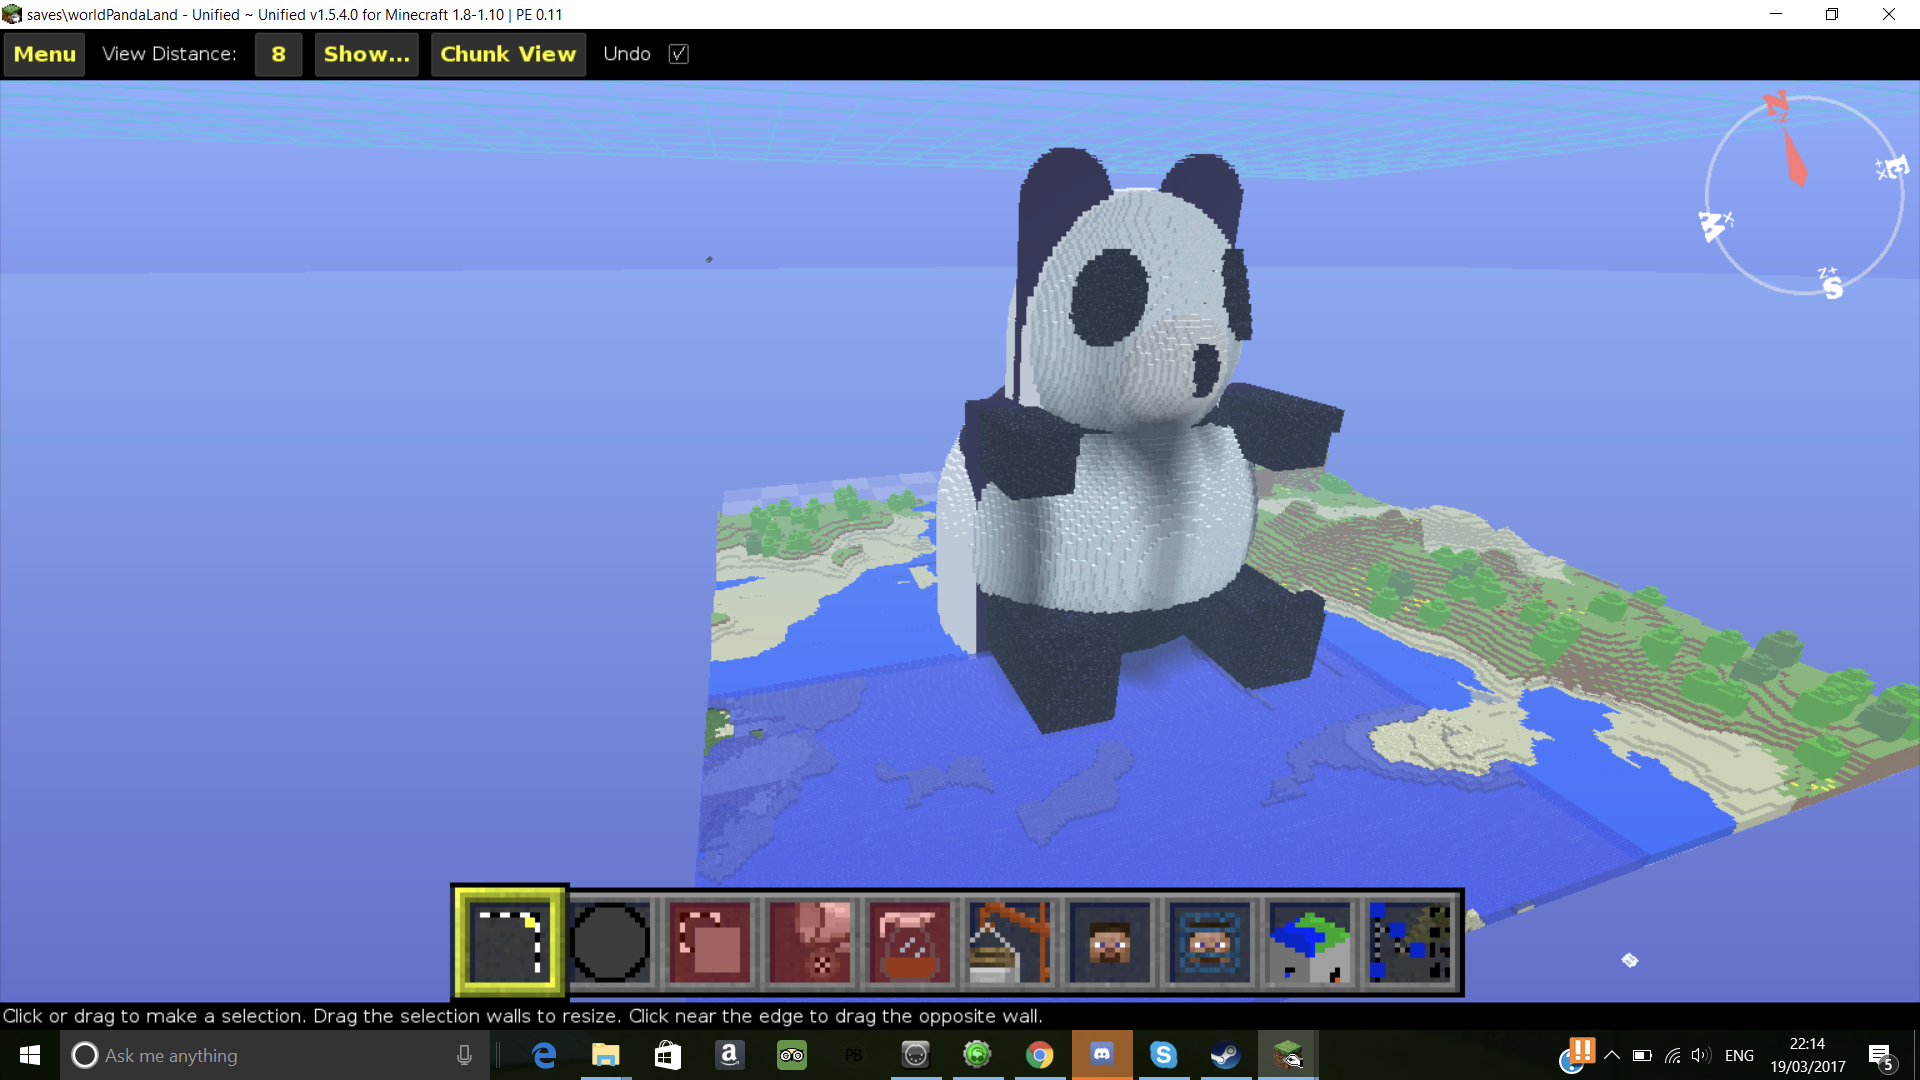 saves\worldPandaLand - Unified ~ Unified v1.5.4.0 for Minecraft 1.8-1.10 | PE 0.11
Menu View Distance: 8 Show... Chunk View Undo
N
Z-
E
X+
W
X-
Z+
S
Click or drag to make a selection. Drag the selection walls to resize. Click near the edge to drag the opposite wall.
Ask me anything
PB
ENG
22:14
19/03/2017
5